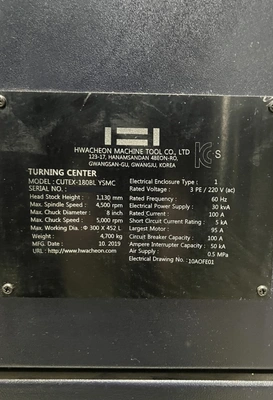 HWACHEON MACHINE TOOL CO., LTD
123-17, HANAMSANDAN 4BEON-RO,
GWANGSAN-GU, GWANGJU, KOREA
KC s
TURNING CENTER
MODEL : CUTEX-180BL YSMC
SERIAL NO. :
Head Stock Height : 1,130 mm
Max. Spindle Speed : 4,500 rpm
Max. Chuck Diameter : 8 inch
Max. Chuck Speed : 5,000 rpm
Max. Working Dia. : Φ 300 X 452 L
Weight : 4,700 kg
MFG. Date : 10. 2019
URL : http://www.hwacheon.com
Electrical Enclosure Type : 1
Rated Voltage : 3 PE / 220 V (ac)
Rated Frequency : 60 Hz
Electrical Power Supply : 30 kVA
Rated Current : 100 A
Short Circuit Current Rating : 5 kA
Largest Motor : 95 A
Circuit Breaker Capacity : 100 A
Ampere Interrupter Capacity : 50 kA
Air Supply : 0.5 MPa
Electrical Drawing No. : 10AOFE01